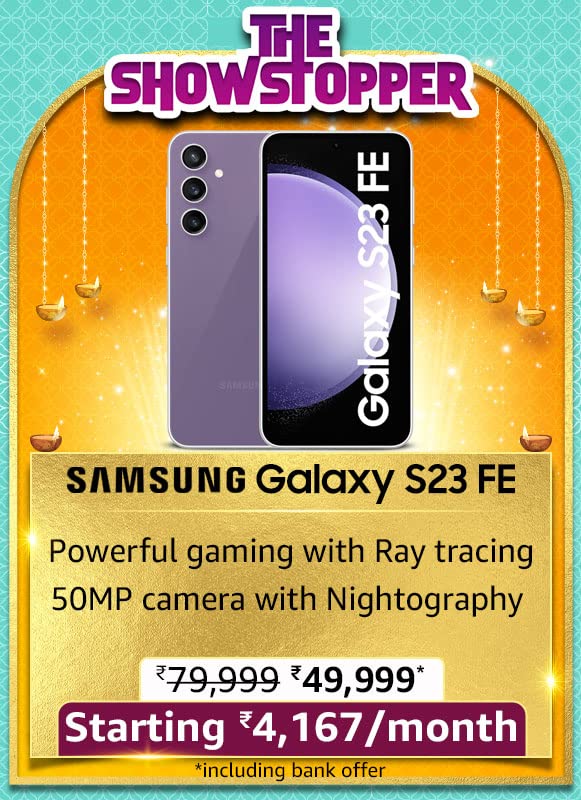 THE
SHOWSTOPPER
Galaxy S23 FE
SAMSUNG
SAMSUNG Galaxy S23 FE
Powerful gaming with Ray tracing
50MP camera with Nightography
₹79,999 ₹49,999*
Starting ₹4,167/month
*including bank offer